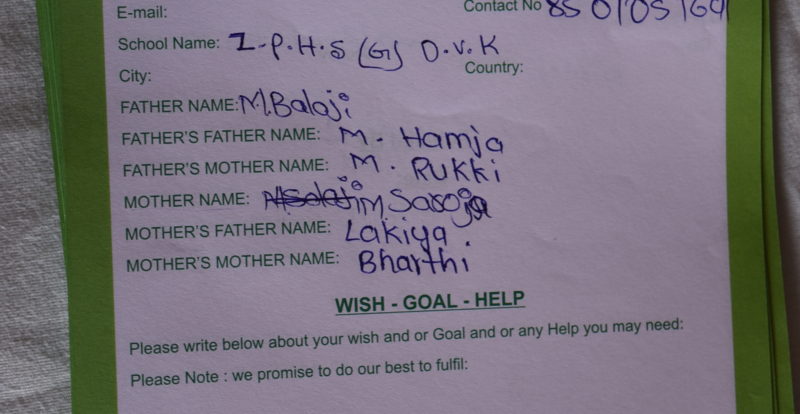 E-mail:
Contact No 8501051601
School Name: Z.P.H.S (G) D.V.K
City:
Country:
FATHER NAME: M.Balaji
FATHER'S FATHER NAME: M. Hamja
FATHER'S MOTHER NAME: M. RUKKi
MOTHER NAME: M Saroja
MOTHER'S FATHER NAME: Lakiya
MOTHER'S MOTHER NAME: Bharthi
WISH - GOAL - HELP
Please write below about your wish and or Goal and or any Help you may need:
Please Note : we promise to do our best to fulfil: